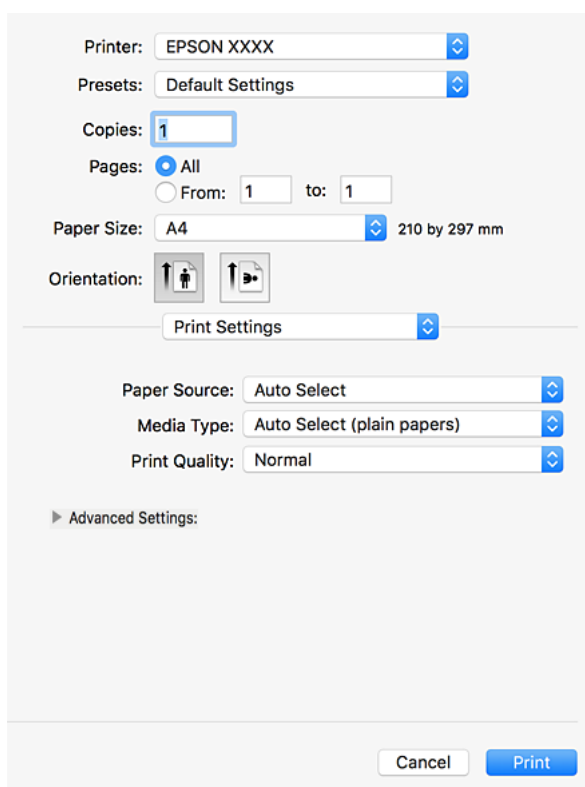 Printer: EPSON XXXX
Presets: Default Settings
Copies: 1
Pages: All
From: 1 to: 1
Paper Size: A4 210 by 297 mm
Orientation:
Print Settings
Paper Source: Auto Select
Media Type: Auto Select (plain papers)
Print Quality: Normal
Advanced Settings:
Cancel Print